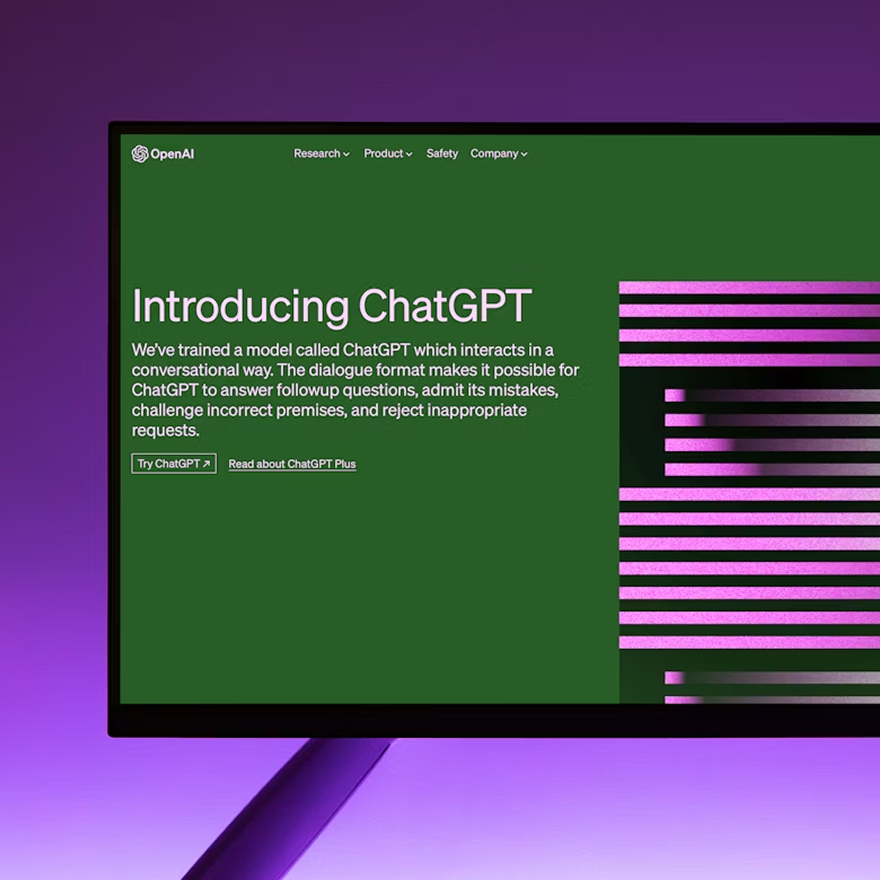 OpenAI
Research Product Safety Company
Introducing ChatGPT
We've trained a model called ChatGPT which interacts in a
conversational way. The dialogue format makes it possible for
ChatGPT to answer followup questions, admit its mistakes,
challenge incorrect premises, and reject inappropriate
requests.
Try ChatGPT ↗ Read about ChatGPT Plus